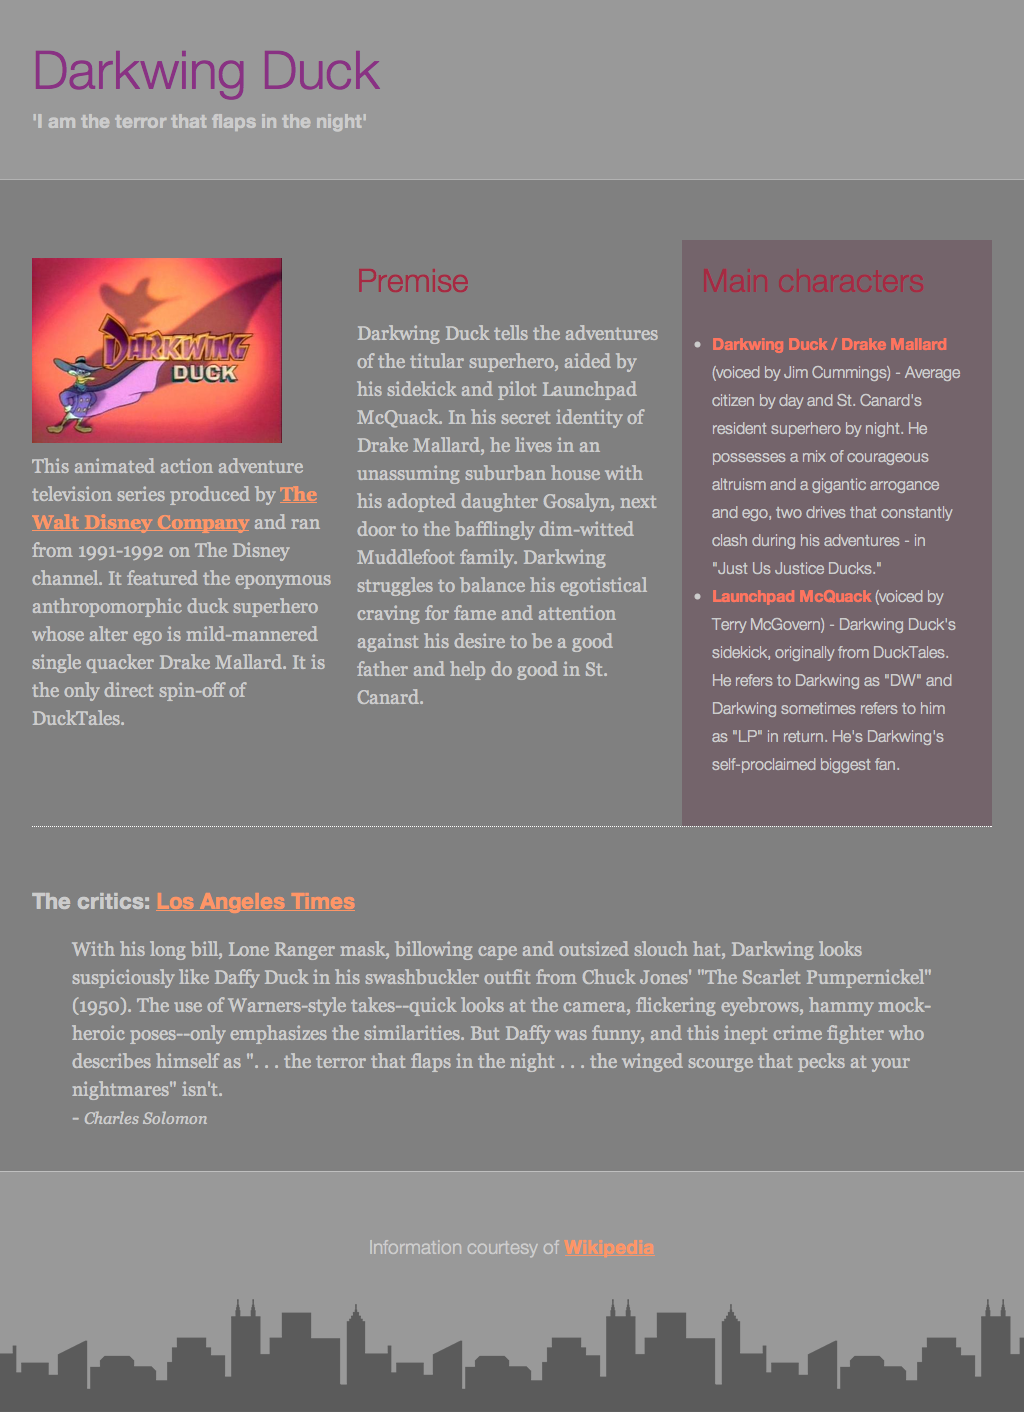 Darkwing Duck
'I am the terror that flaps in the night'
DARKWING
DUCK
This animated action adventure
television series produced by The
Walt Disney Company and ran
from 1991-1992 on The Disney
channel. It featured the eponymous
anthropomorphic duck superhero
whose alter ego is mild-mannered
single quacker Drake Mallard. It is
the only direct spin-off of
DuckTales.
Premise
Darkwing Duck tells the adventures
of the titular superhero, aided by
his sidekick and pilot Launchpad
McQuack. In his secret identity of
Drake Mallard, he lives in an
unassuming suburban house with
his adopted daughter Gosalyn, next
door to the bafflingly dim-witted
Muddlefoot family. Darkwing
struggles to balance his egotistical
craving for fame and attention
against his desire to be a good
father and help do good in St.
Canard.
Main characters
• Darkwing Duck / Drake Mallard
(voiced by Jim Cummings) - Average
citizen by day and St. Canard's
resident superhero by night. He
possesses a mix of courageous
altruism and a gigantic arrogance
and ego, two drives that constantly
clash during his adventures - in
"Just Us Justice Ducks."
• Launchpad McQuack (voiced by
Terry McGovern) - Darkwing Duck's
sidekick, originally from DuckTales.
He refers to Darkwing as "DW" and
Darkwing sometimes refers to him
as "LP" in return. He's Darkwing's
self-proclaimed biggest fan.
The critics: Los Angeles Times
With his long bill, Lone Ranger mask, billowing cape and outsized slouch hat, Darkwing looks
suspiciously like Daffy Duck in his swashbuckler outfit from Chuck Jones' "The Scarlet Pumpernickel"
(1950). The use of Warners-style takes--quick looks at the camera, flickering eyebrows, hammy mock-
heroic poses--only emphasizes the similarities. But Daffy was funny, and this inept crime fighter who
describes himself as ". . . the terror that flaps in the night . . . the winged scourge that pecks at your
nightmares" isn't.
- Charles Solomon
Information courtesy of Wikipedia